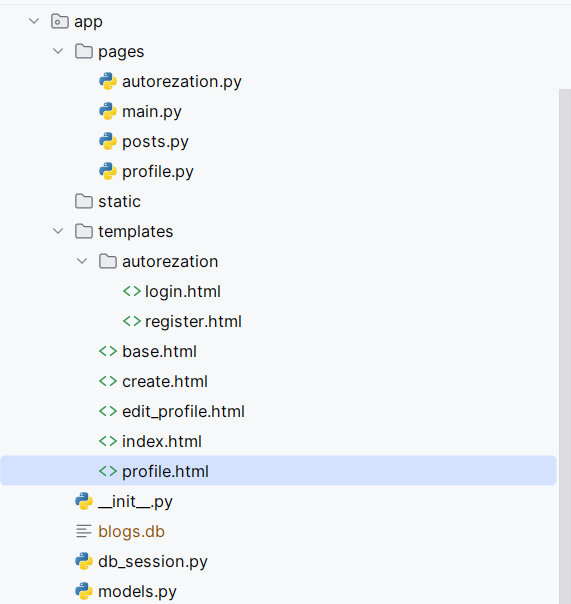 app
pages
autorezation.py
main.py
posts.py
profile.py
static
templates
autorezation
login.html
register.html
base.html
create.html
edit_profile.html
index.html
profile.html
__init__.py
blogs.db
db_session.py
models.py